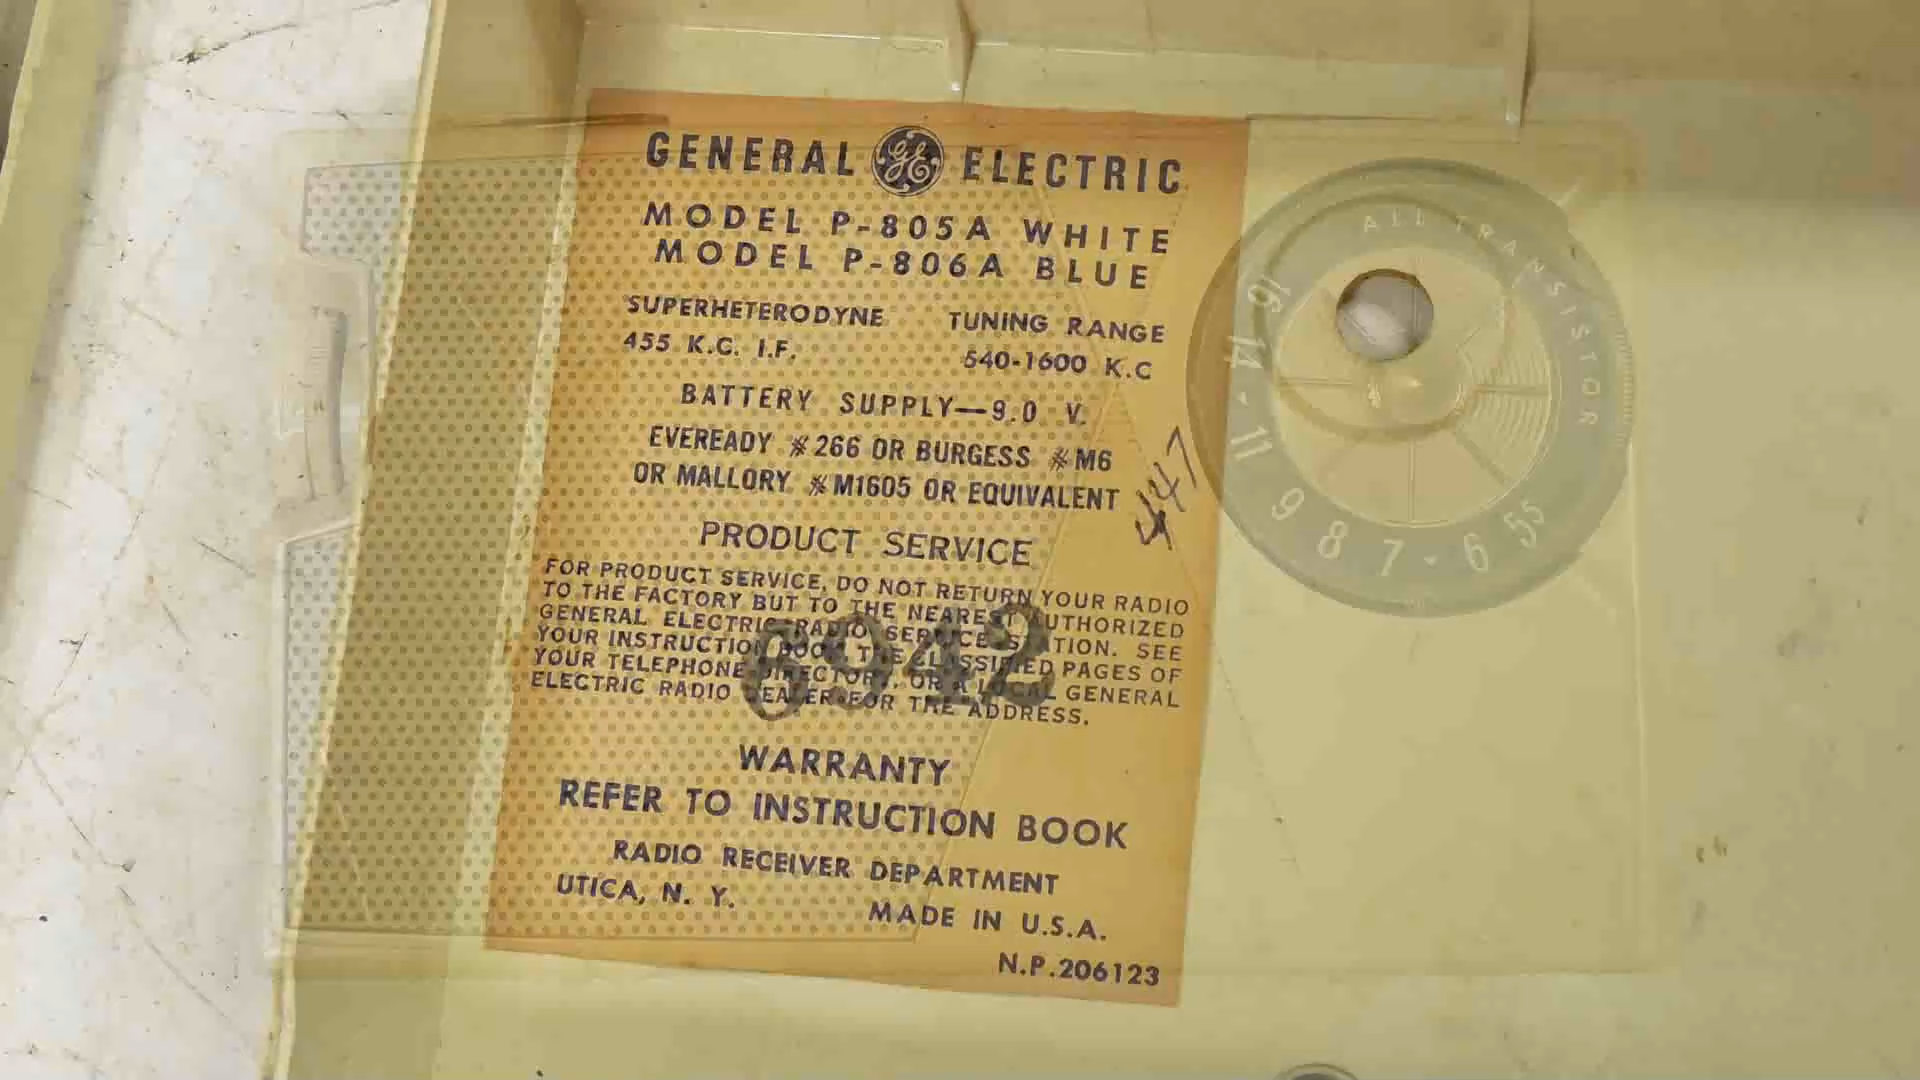 GENERAL GE ELECTRIC
MODEL P-805A WHITE
MODEL P-806A BLUE
SUPERHETERODYNE TUNING RANGE
455 K.C. I.F. 540-1600 K.C
BATTERY SUPPLY—9.0 V.
EVEREADY #266 OR BURGESS #M6
OR MALLORY #M1605 OR EQUIVALENT
447
PRODUCT SERVICE
FOR PRODUCT SERVICE, DO NOT RETURN YOUR RADIO
TO THE FACTORY BUT TO THE NEAREST AUTHORIZED
GENERAL ELECTRIC RADIO SERVICE STATION. SEE
YOUR INSTRUCTION BOOK, THE CLASSIFIED PAGES OF
YOUR TELEPHONE DIRECTORY, OR A LOCAL GENERAL
ELECTRIC RADIO DEALER FOR THE ADDRESS.
6942
WARRANTY
REFER TO INSTRUCTION BOOK
RADIO RECEIVER DEPARTMENT
UTICA, N. Y.
MADE IN U.S.A.
N.P.206123
ALL TRANSISTOR
16 14 · 11 9 8 7 · 6 55